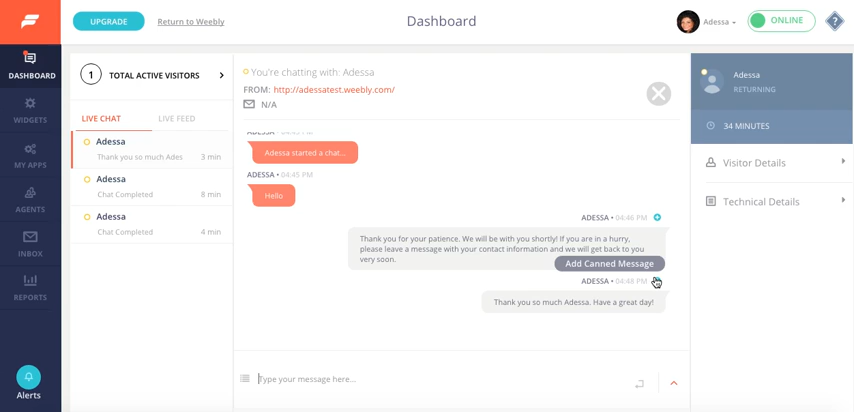 UPGRADE
Return to Weebly
Dashboard
Adessa
ONLINE
?
DASHBOARD
WIDGETS
MY APPS
AGENTS
INBOX
REPORTS
Alerts
1 TOTAL ACTIVE VISITORS
LIVE CHAT LIVE FEED
Adessa
Thank you so much Ades 3 min
Adessa
Chat Completed 8 min
Adessa
Chat Completed 4 min
You're chatting with: Adessa
FROM: http://adessatest.weebly.com/
N/A
ADESSA • 04:45 PM
Adessa started a chat...
ADESSA • 04:45 PM
Hello
ADESSA • 04:46 PM
Thank you for your patience. We will be with you shortly! If you are in a hurry,
please leave a message with your contact information and we will get back to you
very soon.
Add Canned Message
ADESSA • 04:48 PM
Thank you so much Adessa. Have a great day!
Type your message here...
Adessa
RETURNING
34 MINUTES
Visitor Details
Technical Details